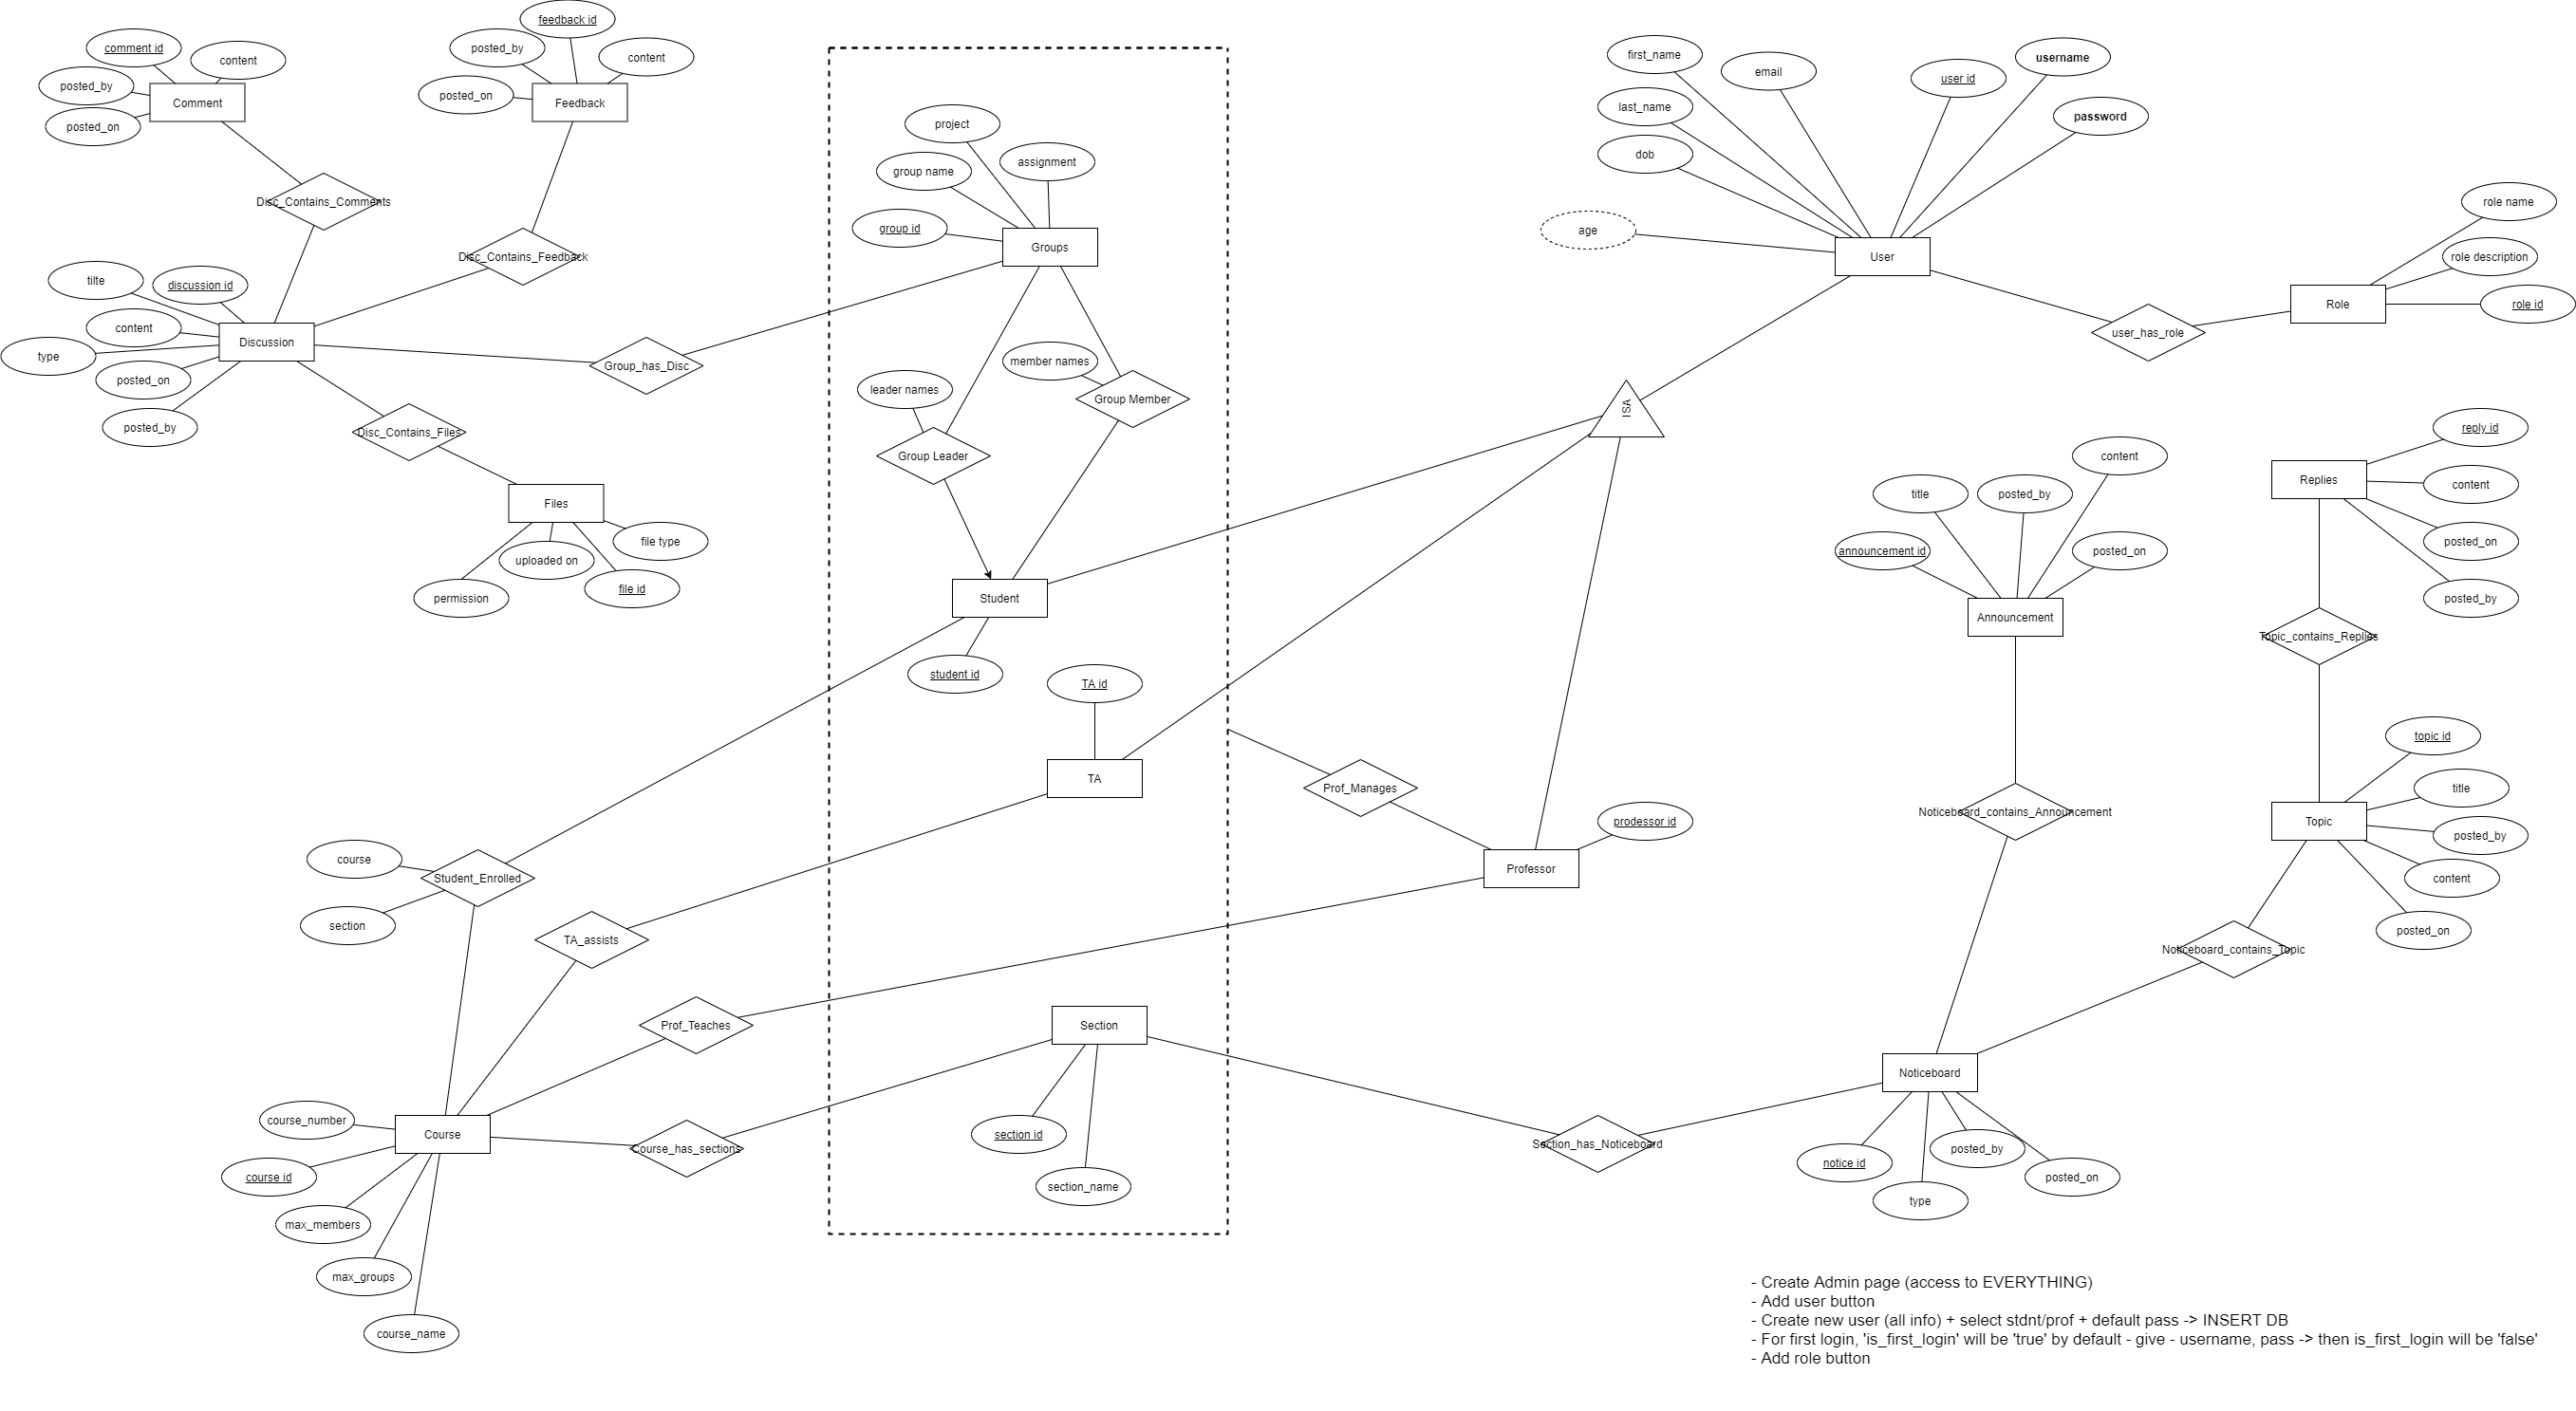 comment id
content
posted_by
posted_on
Comment
feedback id
posted_by
content
posted_on
Feedback
Disc_Contains_Comments
Disc_Contains_Feedback
tilte
discussion id
content
type
posted_on
posted_by
Discussion
Group_has_Disc
Disc_Contains_Files
Files
file type
uploaded on
file id
permission
project
group name
assignment
group id
Groups
member names
leader names
Group Member
Group Leader
Student
student id
TA id
TA
first_name
email
user id
username
last_name
password
dob
age
User
role name
role description
role id
Role
user_has_role
ISA
reply id
Replies
content
posted_on
posted_by
content
title
posted_by
announcement id
posted_on
Announcement
Topic_contains_Replies
topic id
title
Topic
posted_by
content
posted_on
Prof_Manages
prodessor id
Professor
Noticeboard_contains_Announcement
Noticeboard_contains_Topic
course
Student_Enrolled
section
TA_assists
Prof_Teaches
Section
section id
section_name
Noticeboard
Section_has_Noticeboard
notice id
posted_by
posted_on
type
course_number
Course
Course_has_sections
course id
max_members
max_groups
course_name
- Create Admin page (access to EVERYTHING)
- Add user button
- Create new user (all info) + select stdnt/prof + default pass -> INSERT DB
- For first login, 'is_first_login' will be 'true' by default - give - username, pass -> then is_first_login will be 'false'
- Add role button